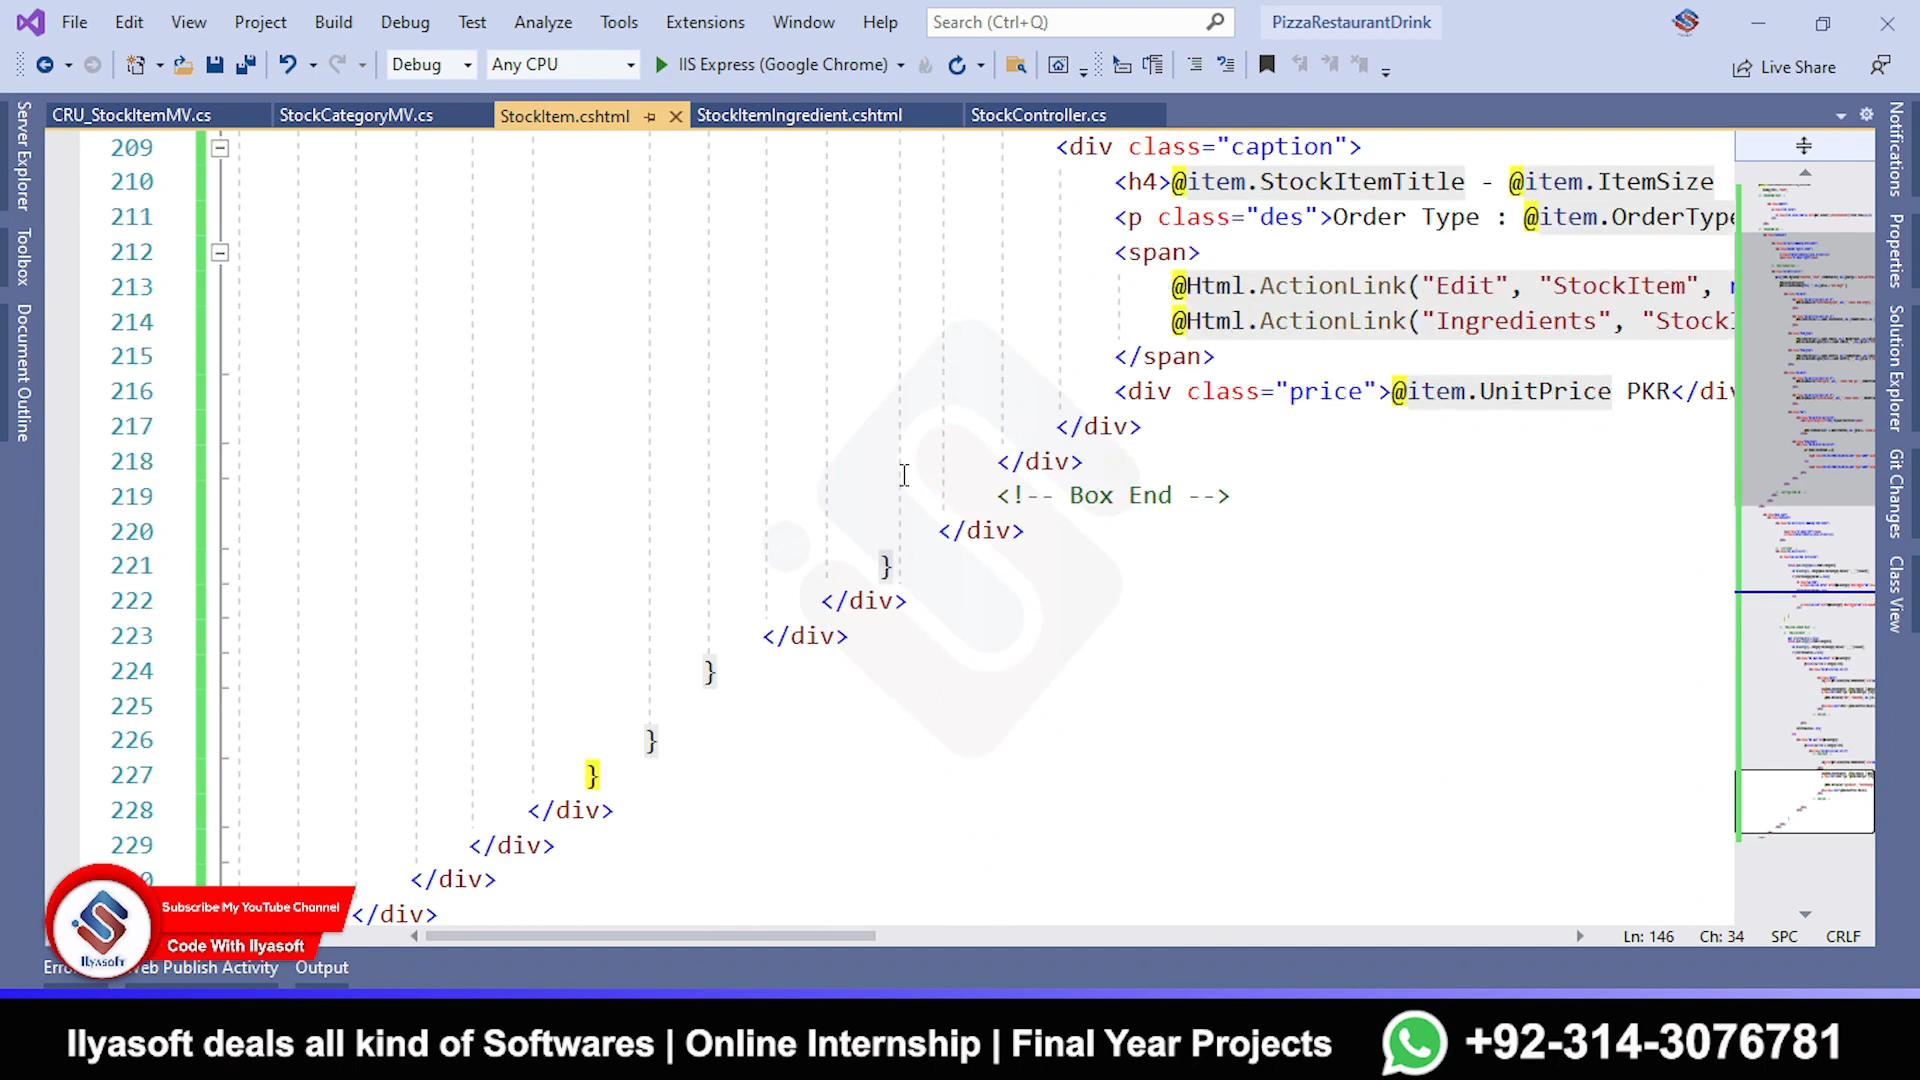 File Edit View Project Build Debug Test Analyze Tools Extensions Window Help Search (Ctrl+Q) PizzaRestaurantDrink
Debug Any CPU IIS Express (Google Chrome) Live Share
CRU_StockItemMV.cs StockCategoryMV.cs StockItem.cshtml StockItemIngredient.cshtml StockController.cs
Server Explorer
Toolbox
Document Outline
209 <div class="caption">
210 <h4>@item.StockItemTitle - @item.ItemSize
211 <p class="des">Order Type : @item.OrderType
212 <span>
213 @Html.ActionLink("Edit", "StockItem",
214 @Html.ActionLink("Ingredients", "StockI
215 </span>
216 <div class="price">@item.UnitPrice PKR</div
217 </div>
218 </div>
219 <!-- Box End -->
220 </div>
221 }
222 </div>
223 </div>
224 }
225
226 }
227 }
228 </div>
229 </div>
</div>
</div>
Notifications
Properties
Solution Explorer
Git Changes
Class View
Ln: 146 Ch: 34 SPC CRLF
Subscribe My YouTube Channel
Code With Ilyasoft
Ilyasoft
Web Publish Activity Output
Ilyasoft deals all kind of Softwares | Online Internship | Final Year Projects +92-314-3076781